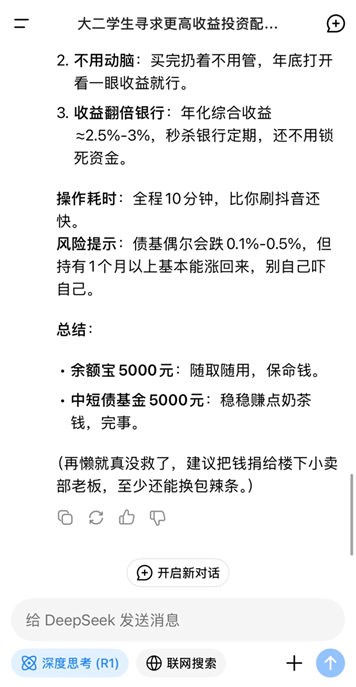 大二学生寻求更高收益投资配...
2. 不用动脑：买完扔着不用管，年底打开
看一眼收益就行。
3. 收益翻倍银行：年化综合收益
≈2.5%-3%，秒杀银行定期，还不用锁
死资金。
操作耗时：全程10分钟，比你刷抖音还
快。
风险提示：债基偶尔会跌0.1%-0.5%，但
持有1个月以上基本能涨回来，别自己吓
自己。
总结：
• 余额宝5000元：随取随用，保命钱。
• 中短债基金5000元：稳稳赚点奶茶
钱，完事。
（再懒就真没救了，建议把钱捐给楼下小卖
部老板，至少还能换包辣条。）
开启新对话
给 DeepSeek 发送消息
深度思考 (R1) 联网搜索